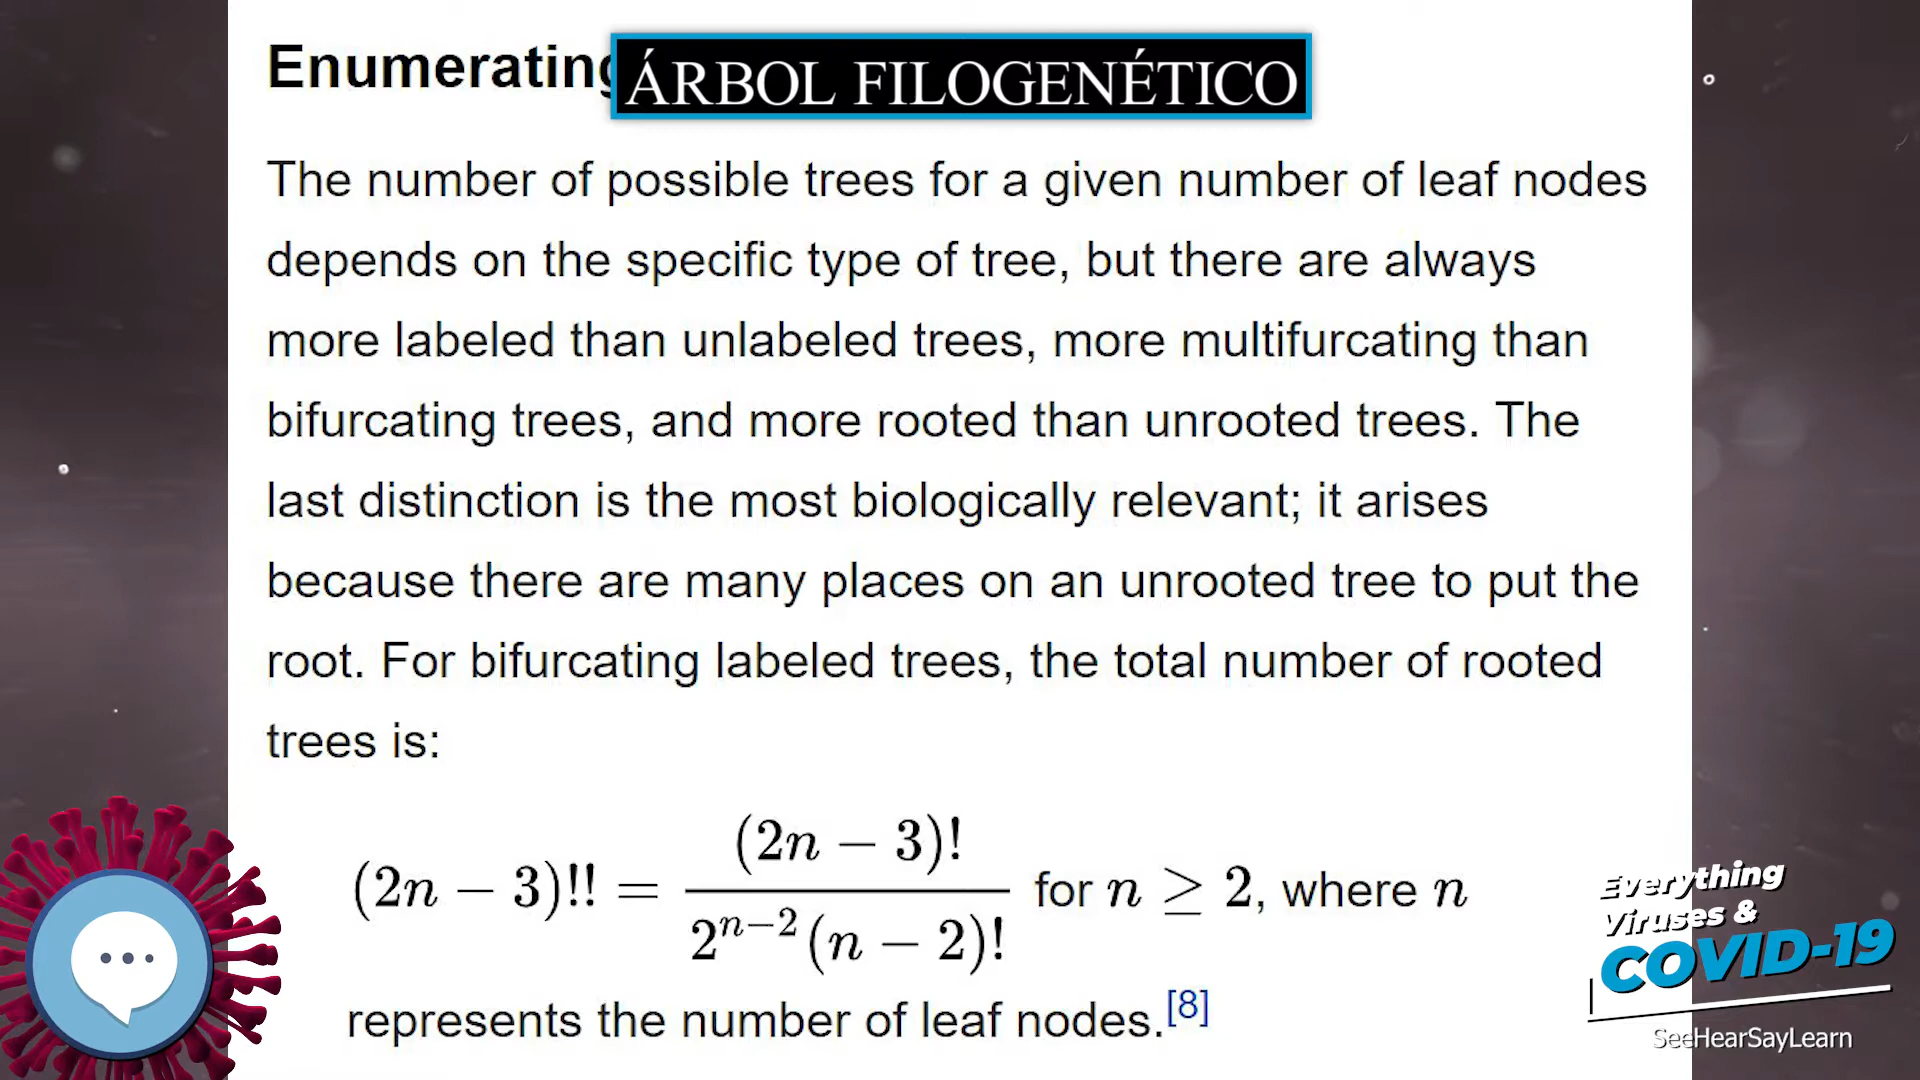 Enumerating
ÁRBOL FILOGENÉTICO
The number of possible trees for a given number of leaf nodes
depends on the specific type of tree, but there are always
more labeled than unlabeled trees, more multifurcating than
bifurcating trees, and more rooted than unrooted trees. The
last distinction is the most biologically relevant; it arises
because there are many places on an unrooted tree to put the
root. For bifurcating labeled trees, the total number of rooted
trees is:
(2n − 3)!! = (2n − 3)! / 2^{n−2}(n − 2)! for n ≥ 2, where n
represents the number of leaf nodes.[8]
Everything
Viruses &
COVID-19
SeeHearSayLearn